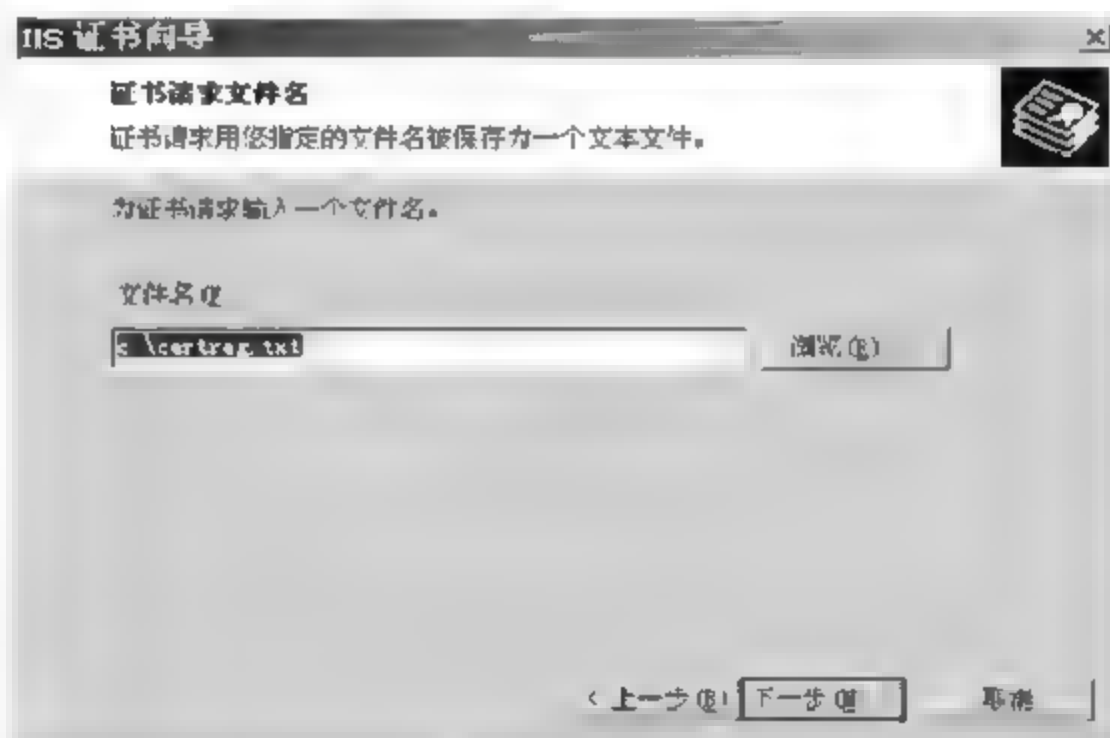 IIS 证书向导
证书请求文件名
证书请求用您指定的文件名被保存为一个文本文件。
为证书请求输入一个文件名。
文件名
c:\certreq.txt
浏览(R)
< 上一步(B) 下一步(N) 取消